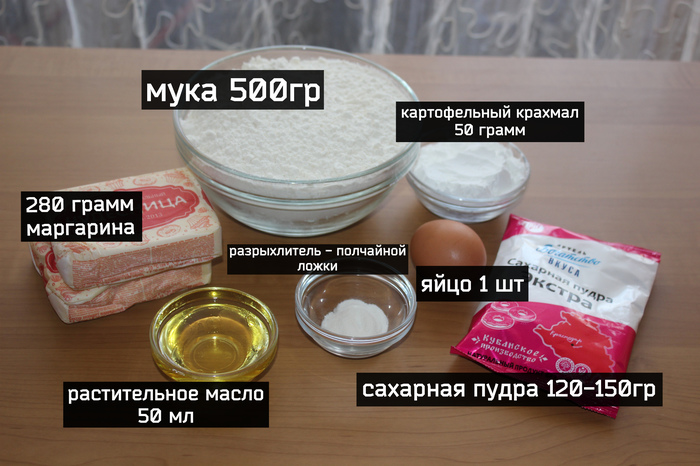 мука 500гр
картофельный крахмал
50 грамм
280 грамм
маргарина
разрыхлитель – полчайной
ложки
яйцо 1 шт
ВКУСА
Сахарная пудра
ЭКСТРА
КУБАНСКОЕ
ПРОИЗВОДСТВО
растительное масло
50 мл
сахарная пудра 120-150гр